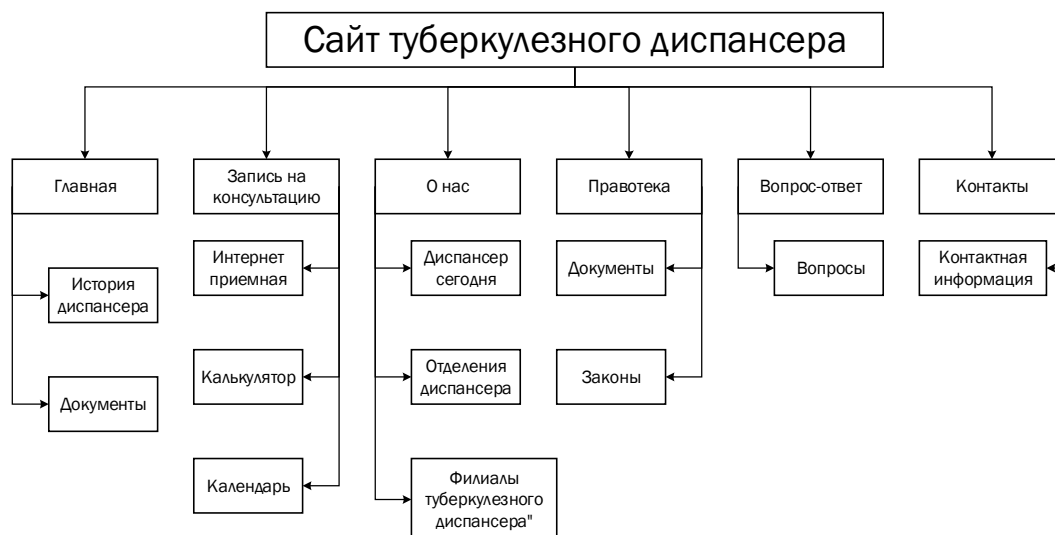 Сайт туберкулезного диспансера
Главная
Запись на
консультацию
О нас
Правотека
Вопрос-ответ
Контакты
История
диспансера
Документы
Интернет
приемная
Калькулятор
Календарь
Диспансер
сегодня
Отделения
диспансера
Филиалы
туберкулезного
диспансера"
Документы
Законы
Вопросы
Контактная
информация